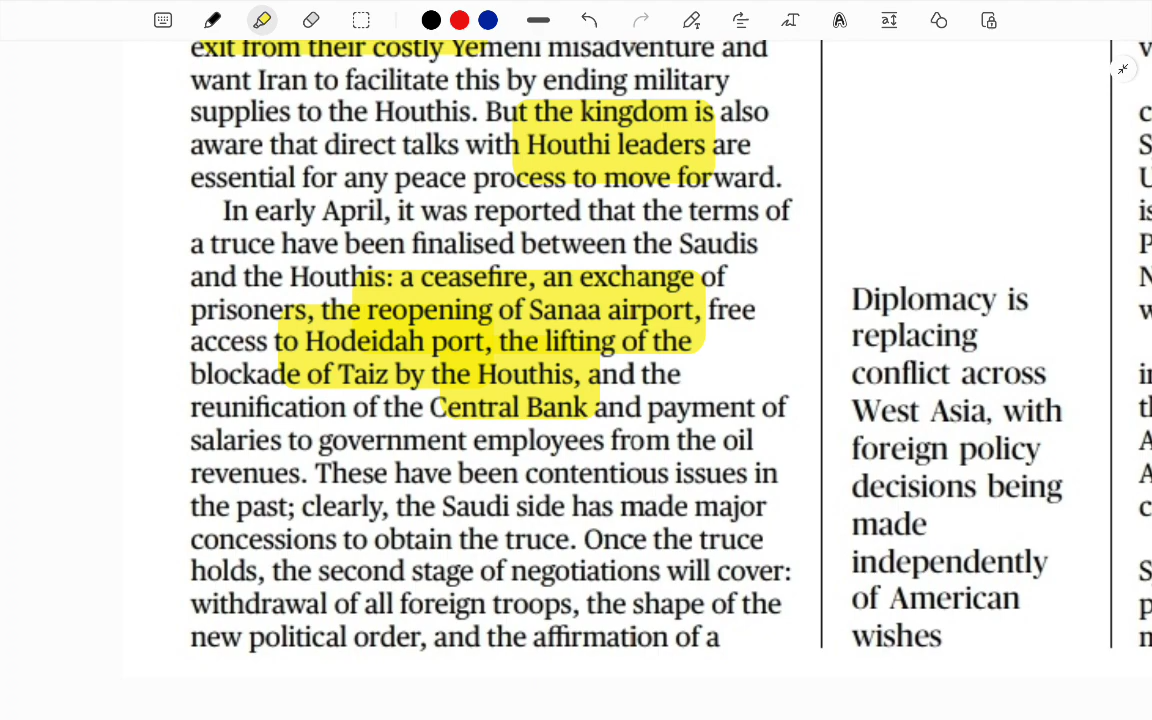 exit from their costly Yemeni misadventure and
want Iran to facilitate this by ending military
supplies to the Houthis. But the kingdom is also
aware that direct talks with Houthi leaders are
essential for any peace process to move forward.
In early April, it was reported that the terms of
a truce have been finalised between the Saudis
and the Houthis: a ceasefire, an exchange of
prisoners, the reopening of Sanaa airport, free
access to Hodeidah port, the lifting of the
blockade of Taiz by the Houthis, and the
reunification of the Central Bank and payment of
salaries to government employees from the oil
revenues. These have been contentious issues in
the past; clearly, the Saudi side has made major
concessions to obtain the truce. Once the truce
holds, the second stage of negotiations will cover:
withdrawal of all foreign troops, the shape of the
new political order, and the affirmation of a
Diplomacy is
replacing
conflict across
West Asia, with
foreign policy
decisions being
made
independently
of American
wishes